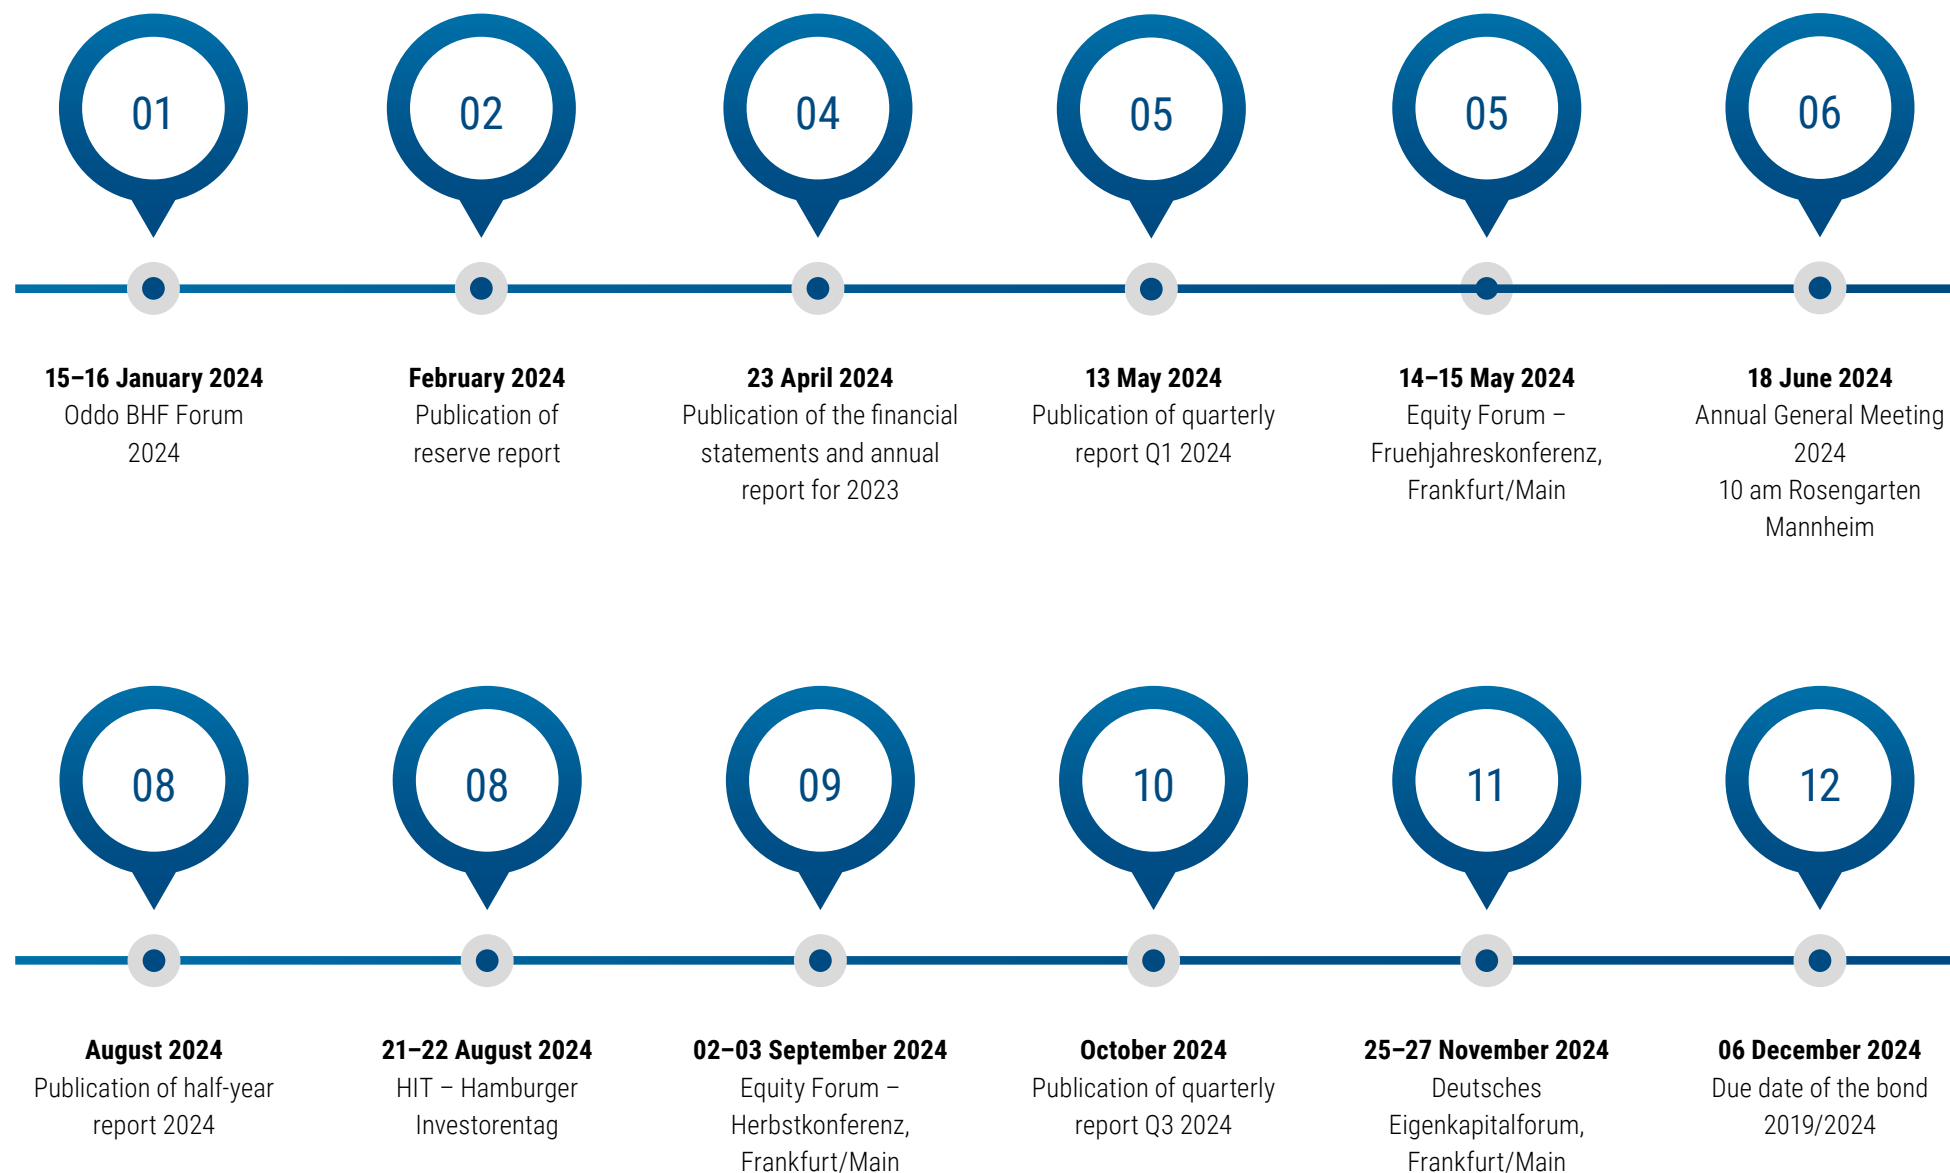 01
02
04
05
05
06
15–16 January 2024
Oddo BHF Forum
2024
February 2024
Publication of
reserve report
23 April 2024
Publication of the financial
statements and annual
report for 2023
13 May 2024
Publication of quarterly
report Q1 2024
14–15 May 2024
Equity Forum –
Fruehjahreskonferenz,
Frankfurt/Main
18 June 2024
Annual General Meeting
2024
10 am Rosengarten
Mannheim
08
08
09
10
11
12
August 2024
Publication of half-year
report 2024
21–22 August 2024
HIT – Hamburger
Investorentag
02–03 September 2024
Equity Forum –
Herbstkonferenz,
Frankfurt/Main
October 2024
Publication of quarterly
report Q3 2024
25–27 November 2024
Deutsches
Eigenkapitalforum,
Frankfurt/Main
06 December 2024
Due date of the bond
2019/2024